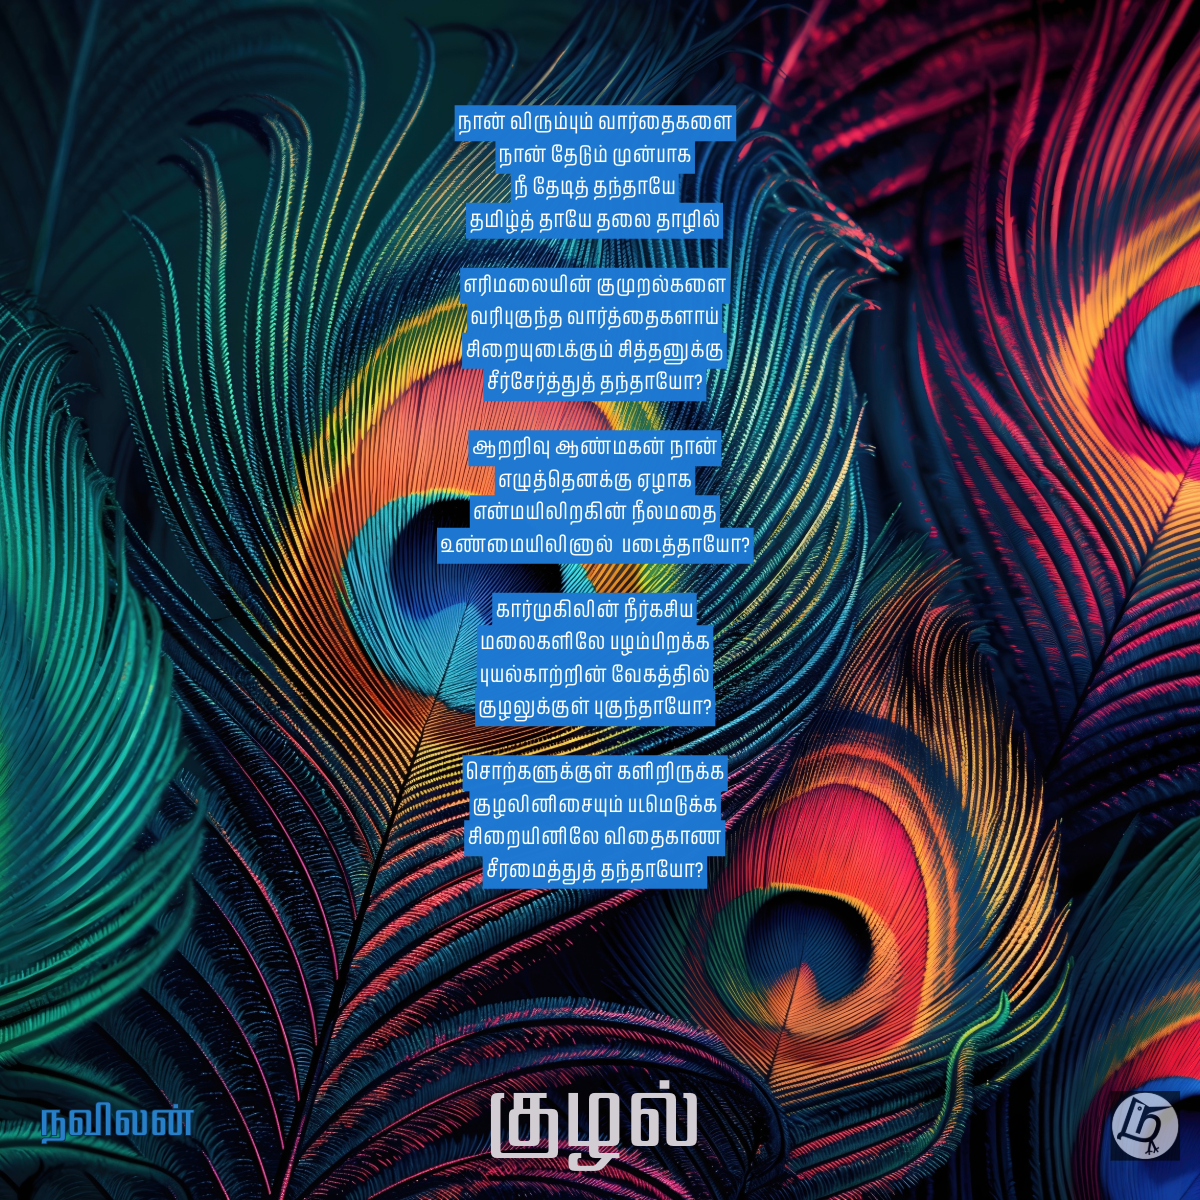 நான் விரும்பும் வார்தைகளை
நான் தேடும் முன்பாக
நீ தேடித் தந்தாயே
தமிழ்த் தாயே தலை தாழில்
எரிமலையின் குமுறல்களை
வரிபுகுந்த வார்த்தைகளாய்
சிறையுடைக்கும் சித்தனுக்கு
சீர்சேர்த்துத் தந்தாயோ?
ஆறறிவு ஆண்மகன் நான்
எழுத்தெனக்கு ஏழாக
என்மயிலிறகின் நீலமதை
உண்மையிலினால் படைத்தாயோ?
கார்முகிலின் நீர்கசிய
மலைகளிலே பழம்பிறக்க
புயல்காற்றின் வேகத்தில்
குழலுக்குள் புகுந்தாயோ?
சொற்களுக்குள் களிறிருக்க
குழலினிசையும் படமெடுக்க
சிறையினிலே விதைகாண
சீரமைத்துத் தந்தாயோ?
நவிலன்
குழல்